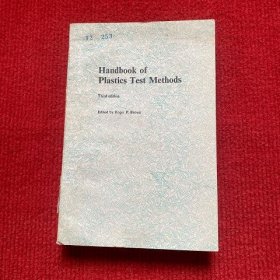 Handbook of
Plastics Test Methods
Third edition
Edited by Roger P. Brown